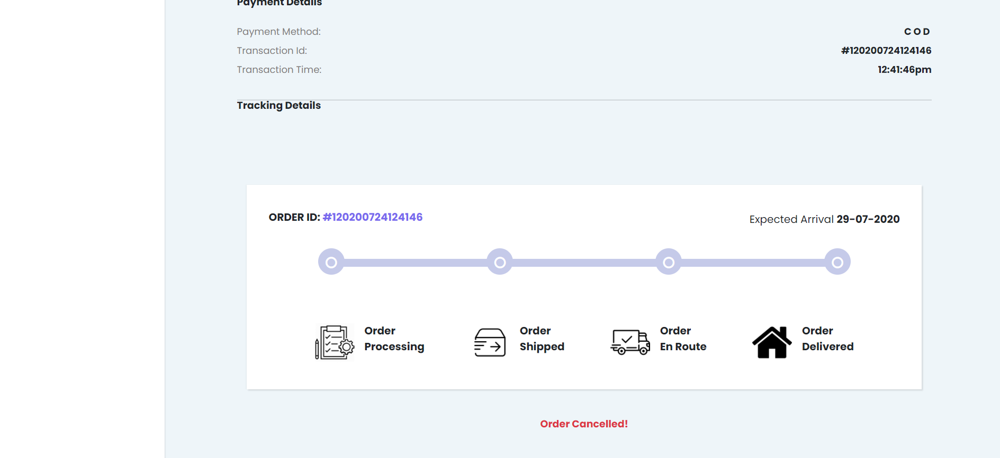 Payment Details
Payment Method: C O D
Transaction Id: #120200724124146
Transaction Time: 12:41:46pm
Tracking Details
ORDER ID: #120200724124146
Expected Arrival 29-07-2020
Order
Processing
Order
Shipped
Order
En Route
Order
Delivered
Order Cancelled!